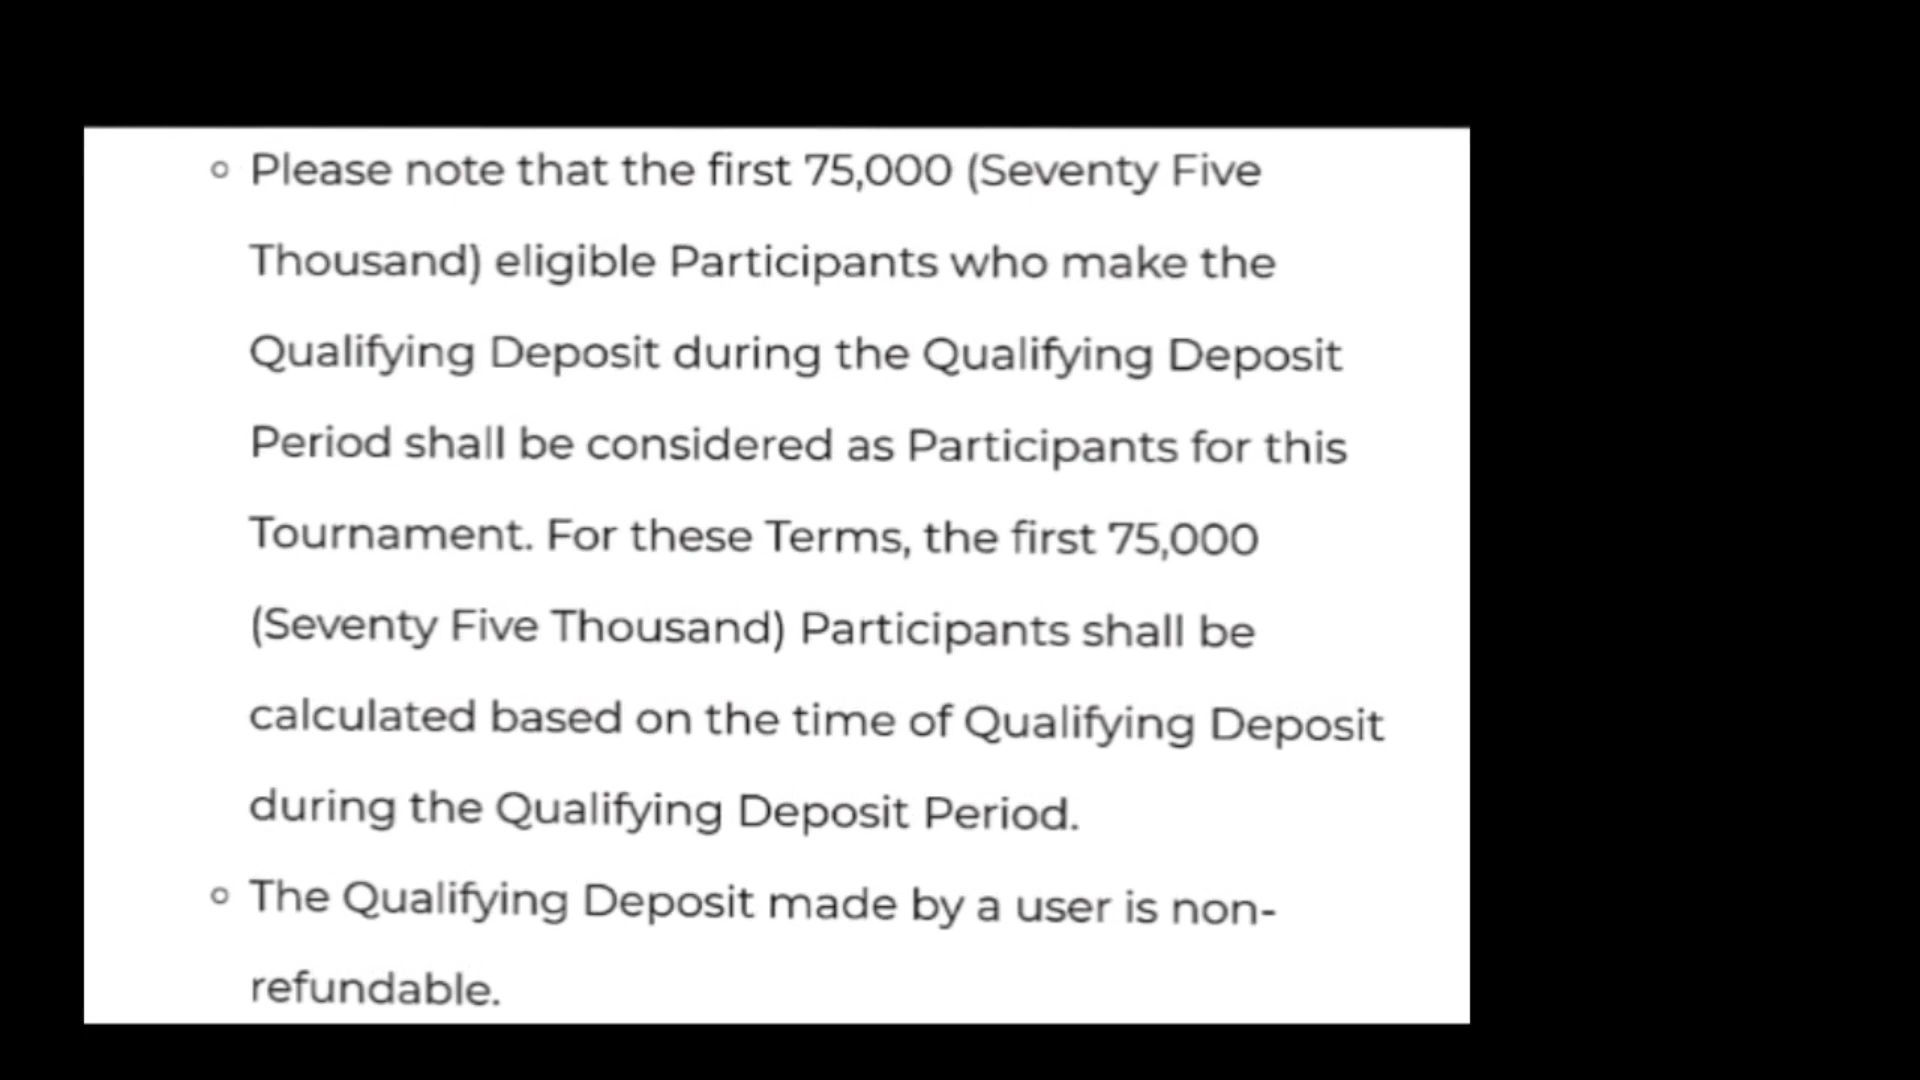 Please note that the first 75,000 (Seventy Five
Thousand) eligible Participants who make the
Qualifying Deposit during the Qualifying Deposit
Period shall be considered as Participants for this
Tournament. For these Terms, the first 75,000
(Seventy Five Thousand) Participants shall be
calculated based on the time of Qualifying Deposit
during the Qualifying Deposit Period.
The Qualifying Deposit made by a user is non-
refundable.